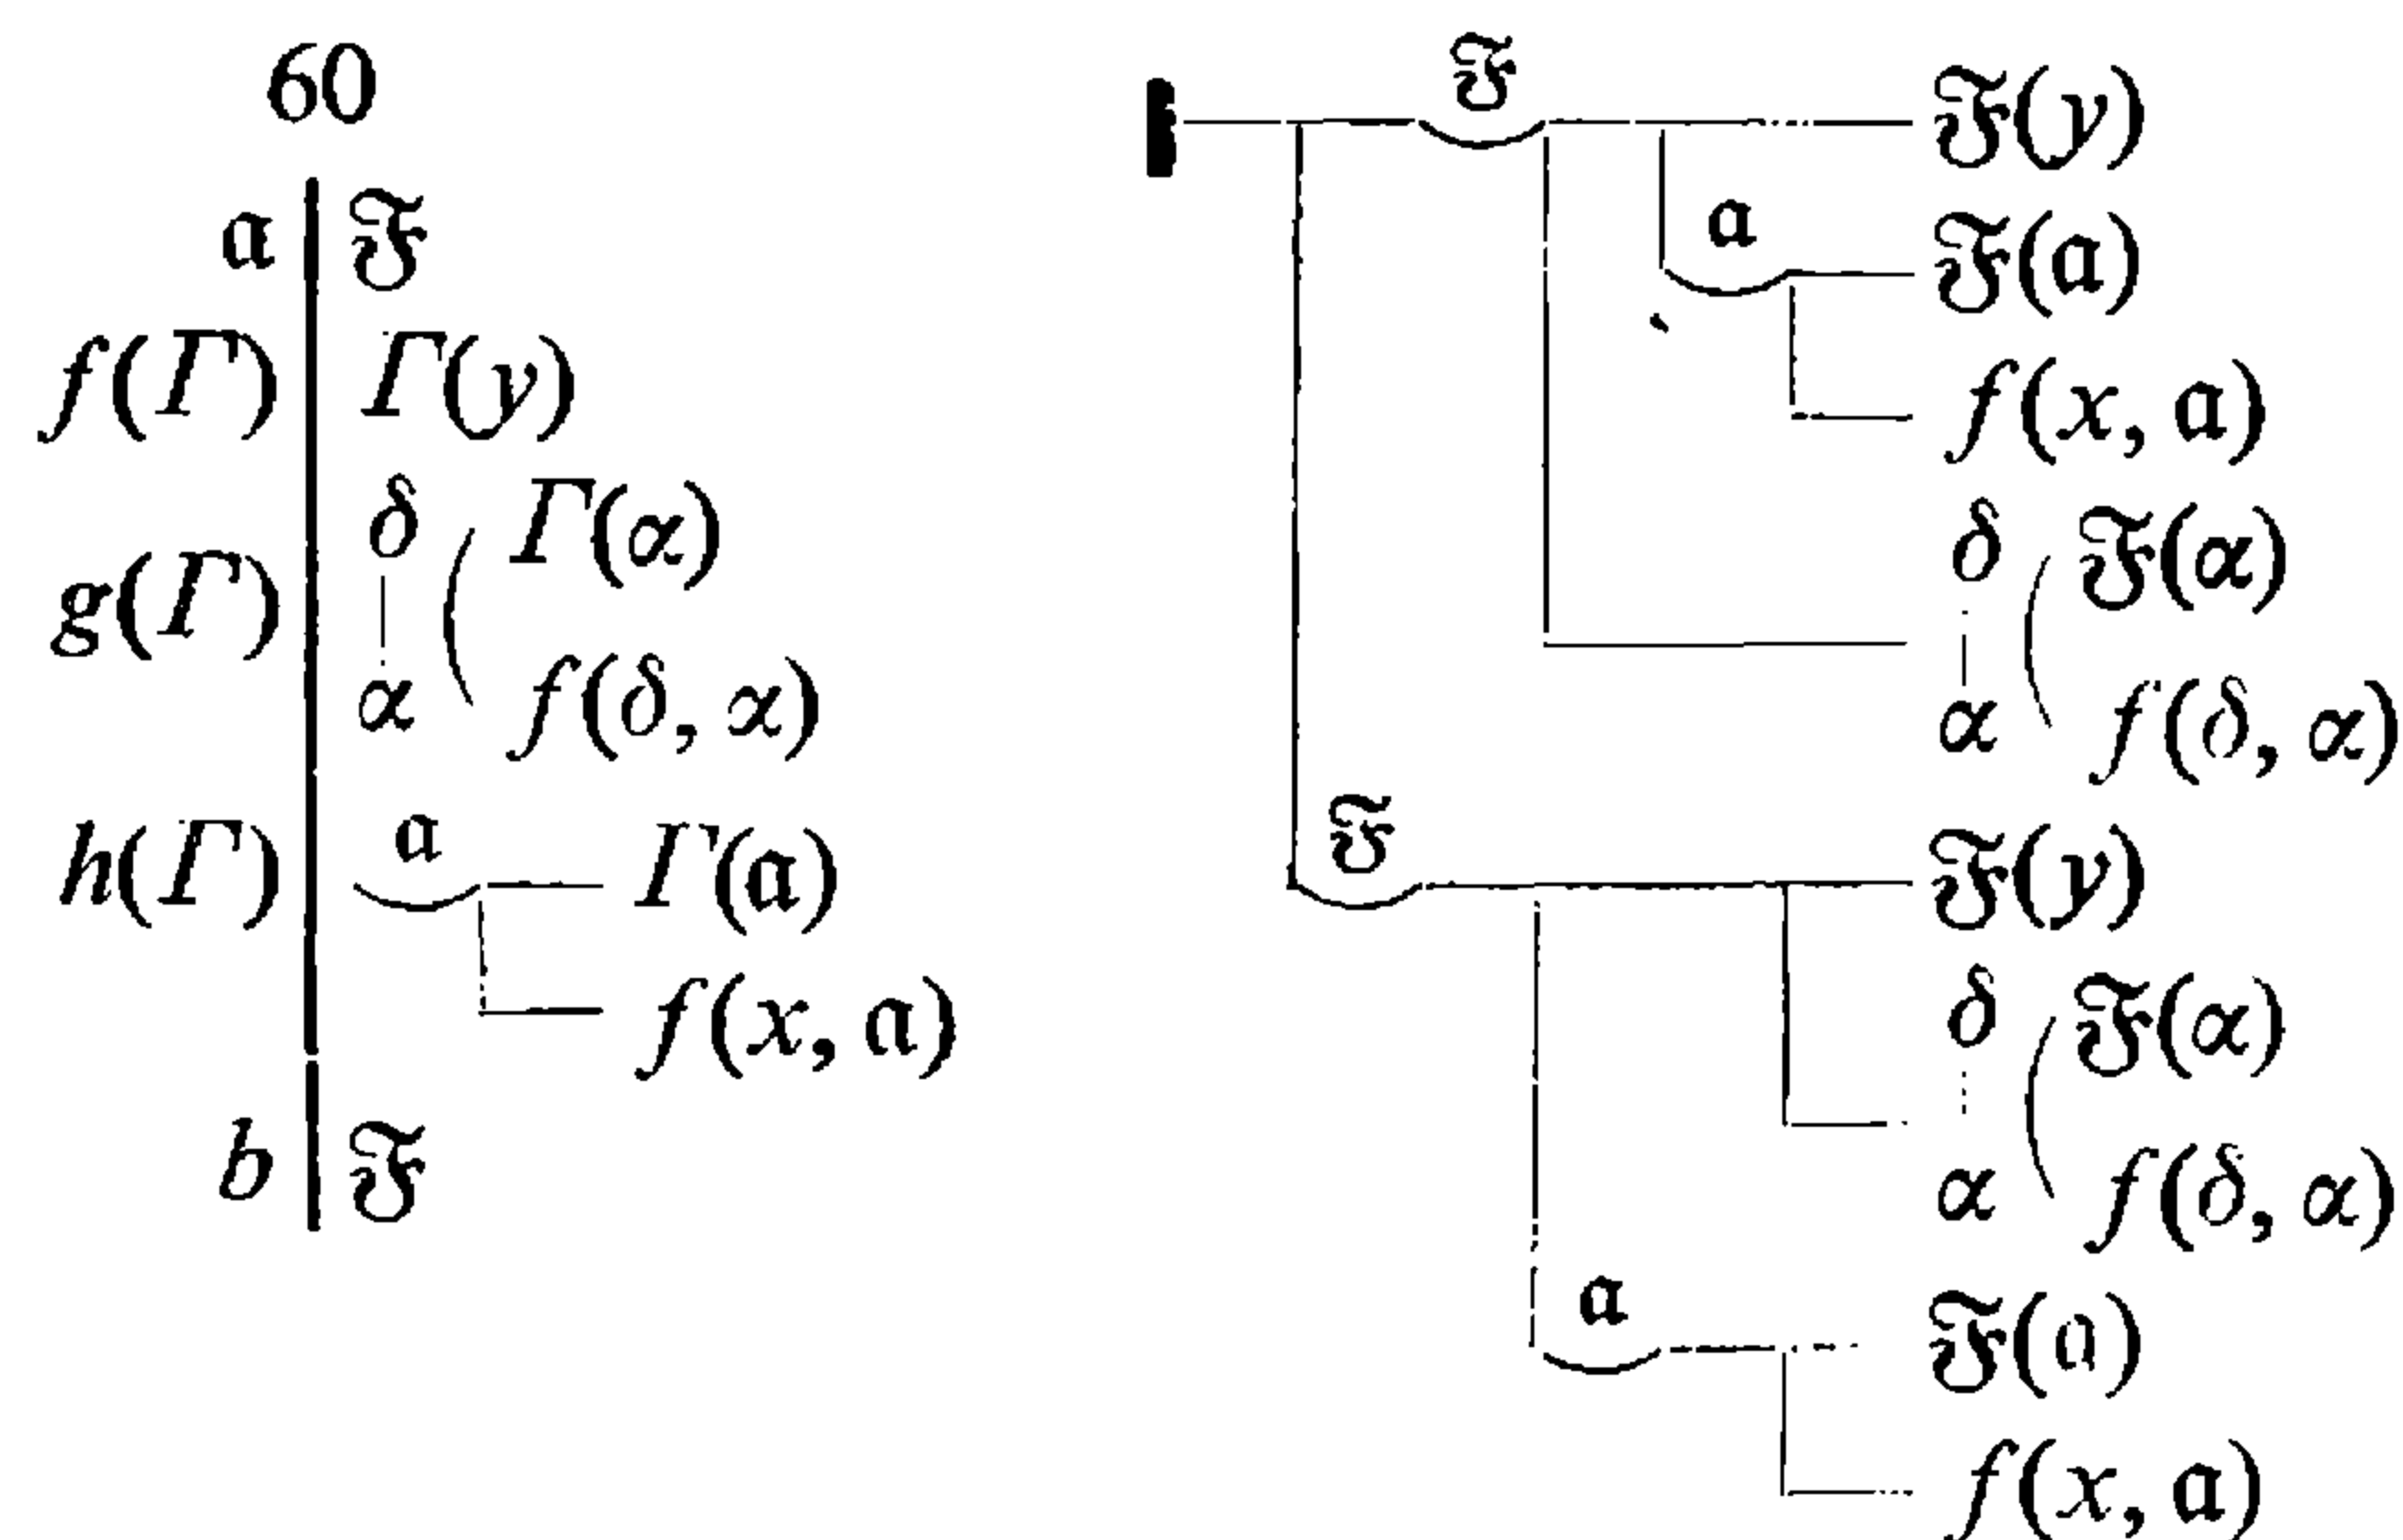 60
𝔞 𝔉
f(Γ) Γ(y)
g(Γ) δ Γ(α)
α f(δ, α)
h(Γ) 𝔞 Γ(𝔞)
f(x, 𝔞)
b 𝔉
𝔉 𝔉(y)
𝔞 𝔉(𝔞)
f(x, 𝔞)
δ 𝔉(α)
α f(δ, α)
𝔉 𝔉(y)
δ 𝔉(α)
α f(δ, α)
𝔞 𝔉(𝔞)
f(x, 𝔞)